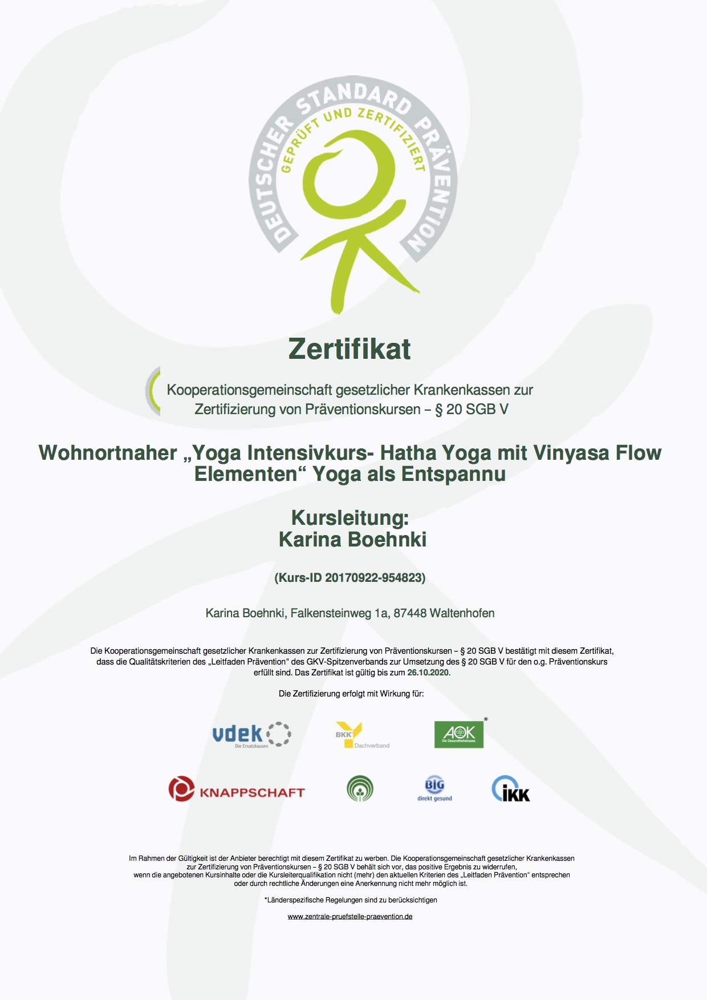 DEUTSCHER STANDARD PRÄVENTION
GEPRÜFT UND ZERTIFIZIERT
Zertifikat
Kooperationsgemeinschaft gesetzlicher Krankenkassen zur
Zertifizierung von Präventionskursen – § 20 SGB V
Wohnortnaher „Yoga Intensivkurs- Hatha Yoga mit Vinyasa Flow
Elementen“ Yoga als Entspannu
Kursleitung:
Karina Boehnki
(Kurs-ID 20170922-954823)
Karina Boehnki, Falkensteinweg 1a, 87448 Waltenhofen
Die Kooperationsgemeinschaft gesetzlicher Krankenkassen zur Zertifizierung von Präventionskursen – § 20 SGB V bestätigt mit diesem Zertifikat,
dass die Qualitätskriterien des „Leitfaden Prävention“ des GKV-Spitzenverbands zur Umsetzung des § 20 SGB V für den o.g. Präventionskurs
erfüllt sind. Das Zertifikat ist gültig bis zum 26.10.2020.
Die Zertifizierung erfolgt mit Wirkung für:
vdek
Die Ersatzkassen
BKK
Dachverband
AOK
Die Gesundheitskasse.
*
KNAPPSCHAFT
BIG
direkt gesund
IKK
Im Rahmen der Gültigkeit ist der Anbieter berechtigt mit diesem Zertifikat zu werben. Die Kooperationsgemeinschaft gesetzlicher Krankenkassen
zur Zertifizierung von Präventionskursen – § 20 SGB V behält sich vor, das positive Ergebnis zu widerrufen,
wenn die angebotenen Kursinhalte oder die Kursleiterqualifikation nicht (mehr) den aktuellen Kriterien des „Leitfaden Prävention“ entsprechen
oder durch rechtliche Änderungen eine Anerkennung nicht mehr möglich ist.
*Länderspezifische Regelungen sind zu berücksichtigen
www.zentrale-pruefstelle-praevention.de